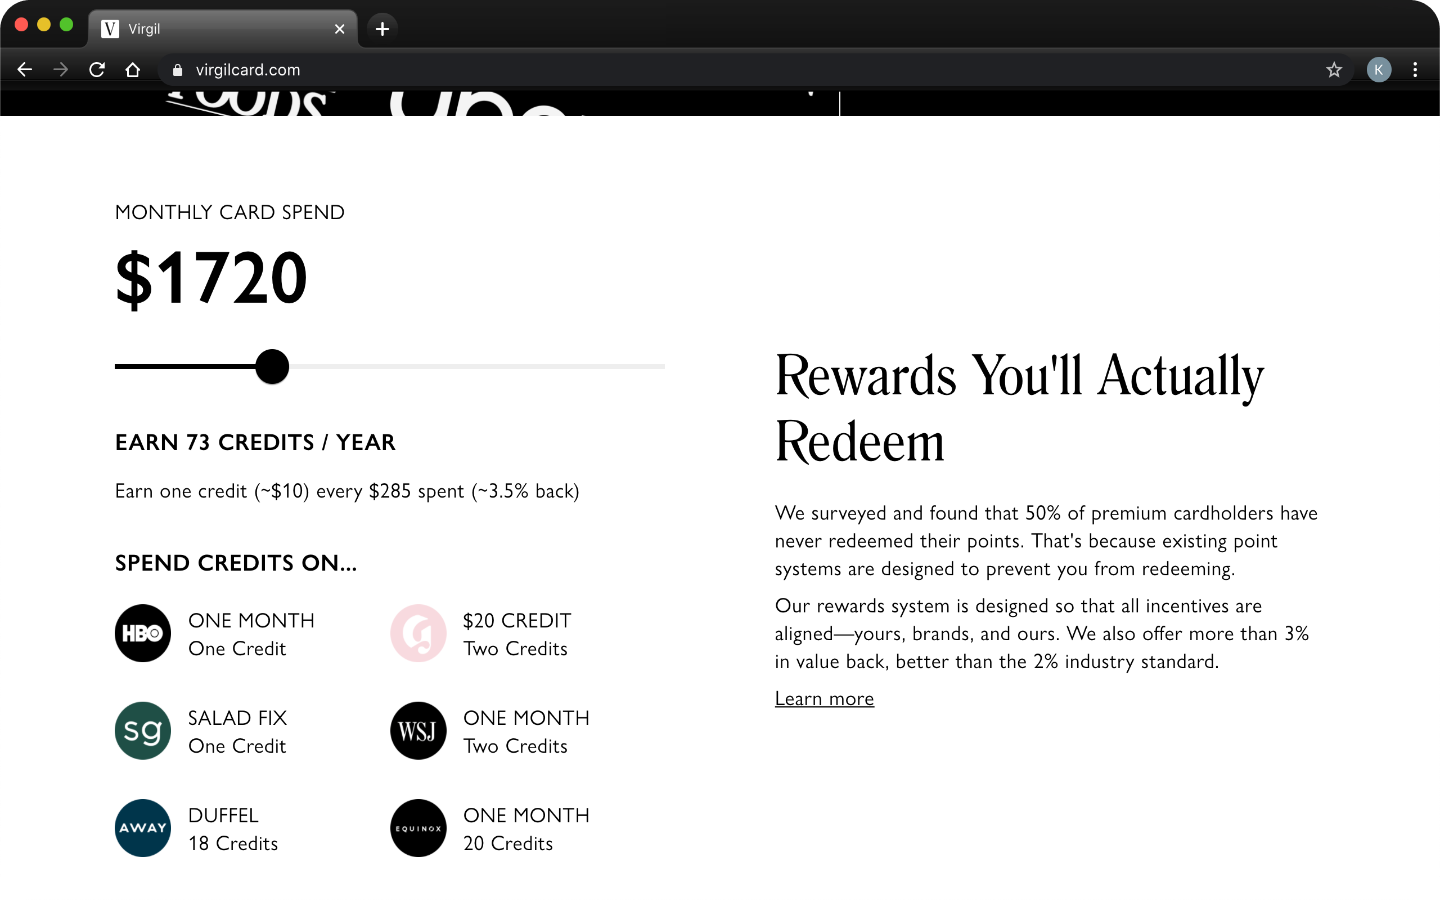 V Virgil
virgilcard.com
K
MONTHLY CARD SPEND
$1720
EARN 73 CREDITS / YEAR
Earn one credit (~$10) every $285 spent (~3.5% back)
SPEND CREDITS ON...
HBO
ONE MONTH
One Credit
$20 CREDIT
Two Credits
sg
SALAD FIX
One Credit
WSJ
ONE MONTH
Two Credits
AWAY
DUFFEL
18 Credits
EQUINOX
ONE MONTH
20 Credits
Rewards You'll Actually
Redeem
We surveyed and found that 50% of premium cardholders have
never redeemed their points. That's because existing point
systems are designed to prevent you from redeeming.
Our rewards system is designed so that all incentives are
aligned—yours, brands, and ours. We also offer more than 3%
in value back, better than the 2% industry standard.
Learn more